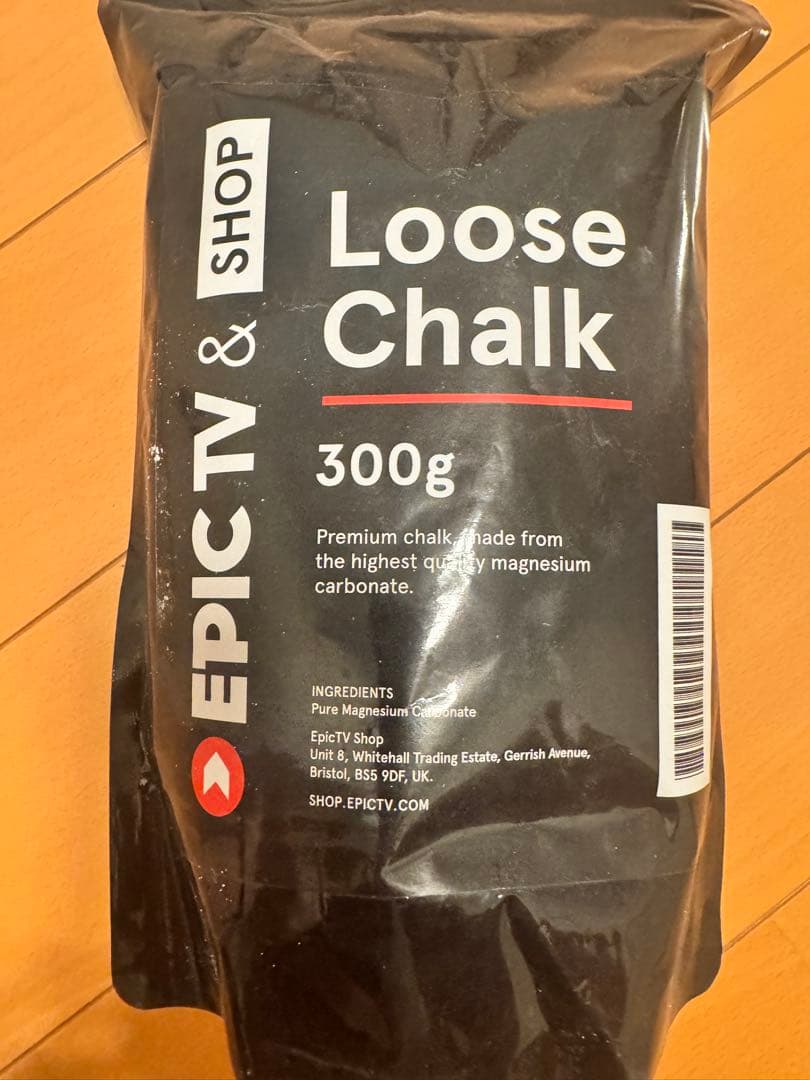 EPICTV & SHOP
Loose
Chalk
300g
Premium chalk, made from
the highest quality magnesium
carbonate.
INGREDIENTS
Pure Magnesium Carbonate
EpicTV Shop
Unit 8, Whitehall Trading Estate, Gerrish Avenue,
Bristol, BS5 9DF, UK.
SHOP.EPICTV.COM